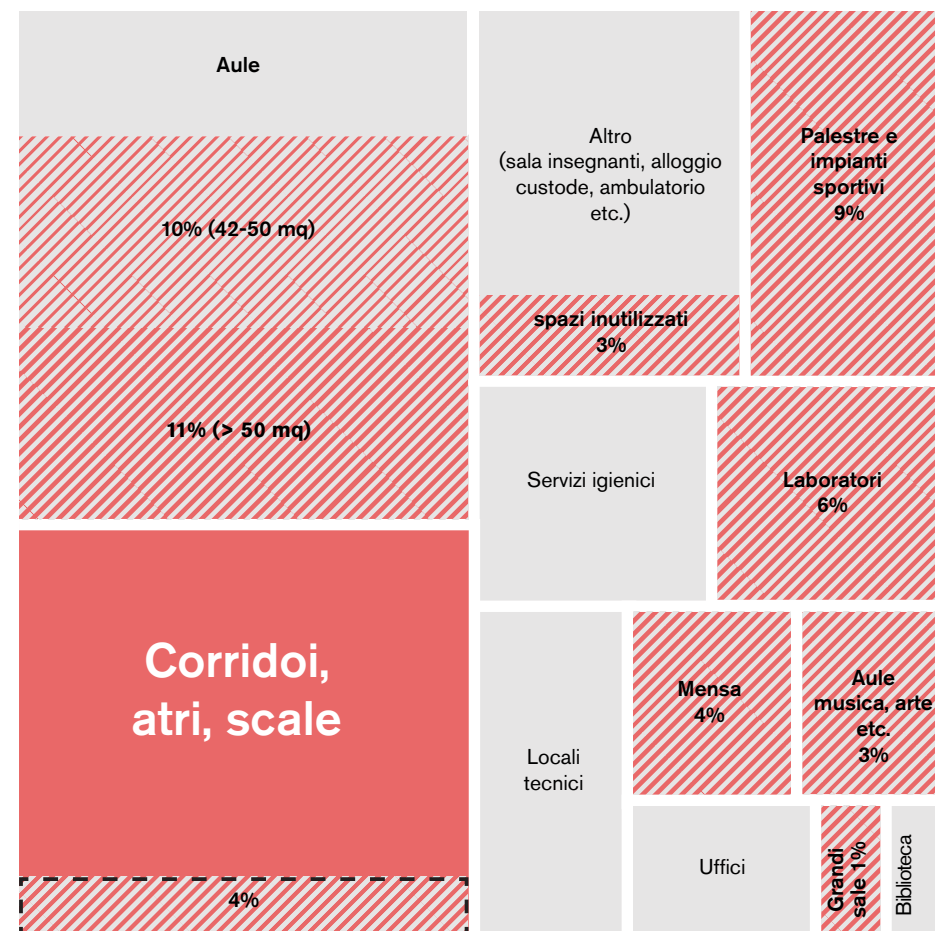 Aule
10% (42-50 mq)
11% (> 50 mq)
Corridoi,
atri, scale
4%
Altro
(sala insegnanti, alloggio
custode, ambulatorio
etc.)
spazi inutilizzati
3%
Palestre e
impianti
sportivi
9%
Servizi igienici
Laboratori
6%
Locali
tecnici
Mensa
4%
Aule
musica, arte
etc.
3%
Uffici
Grandi
sale 1%
Biblioteca